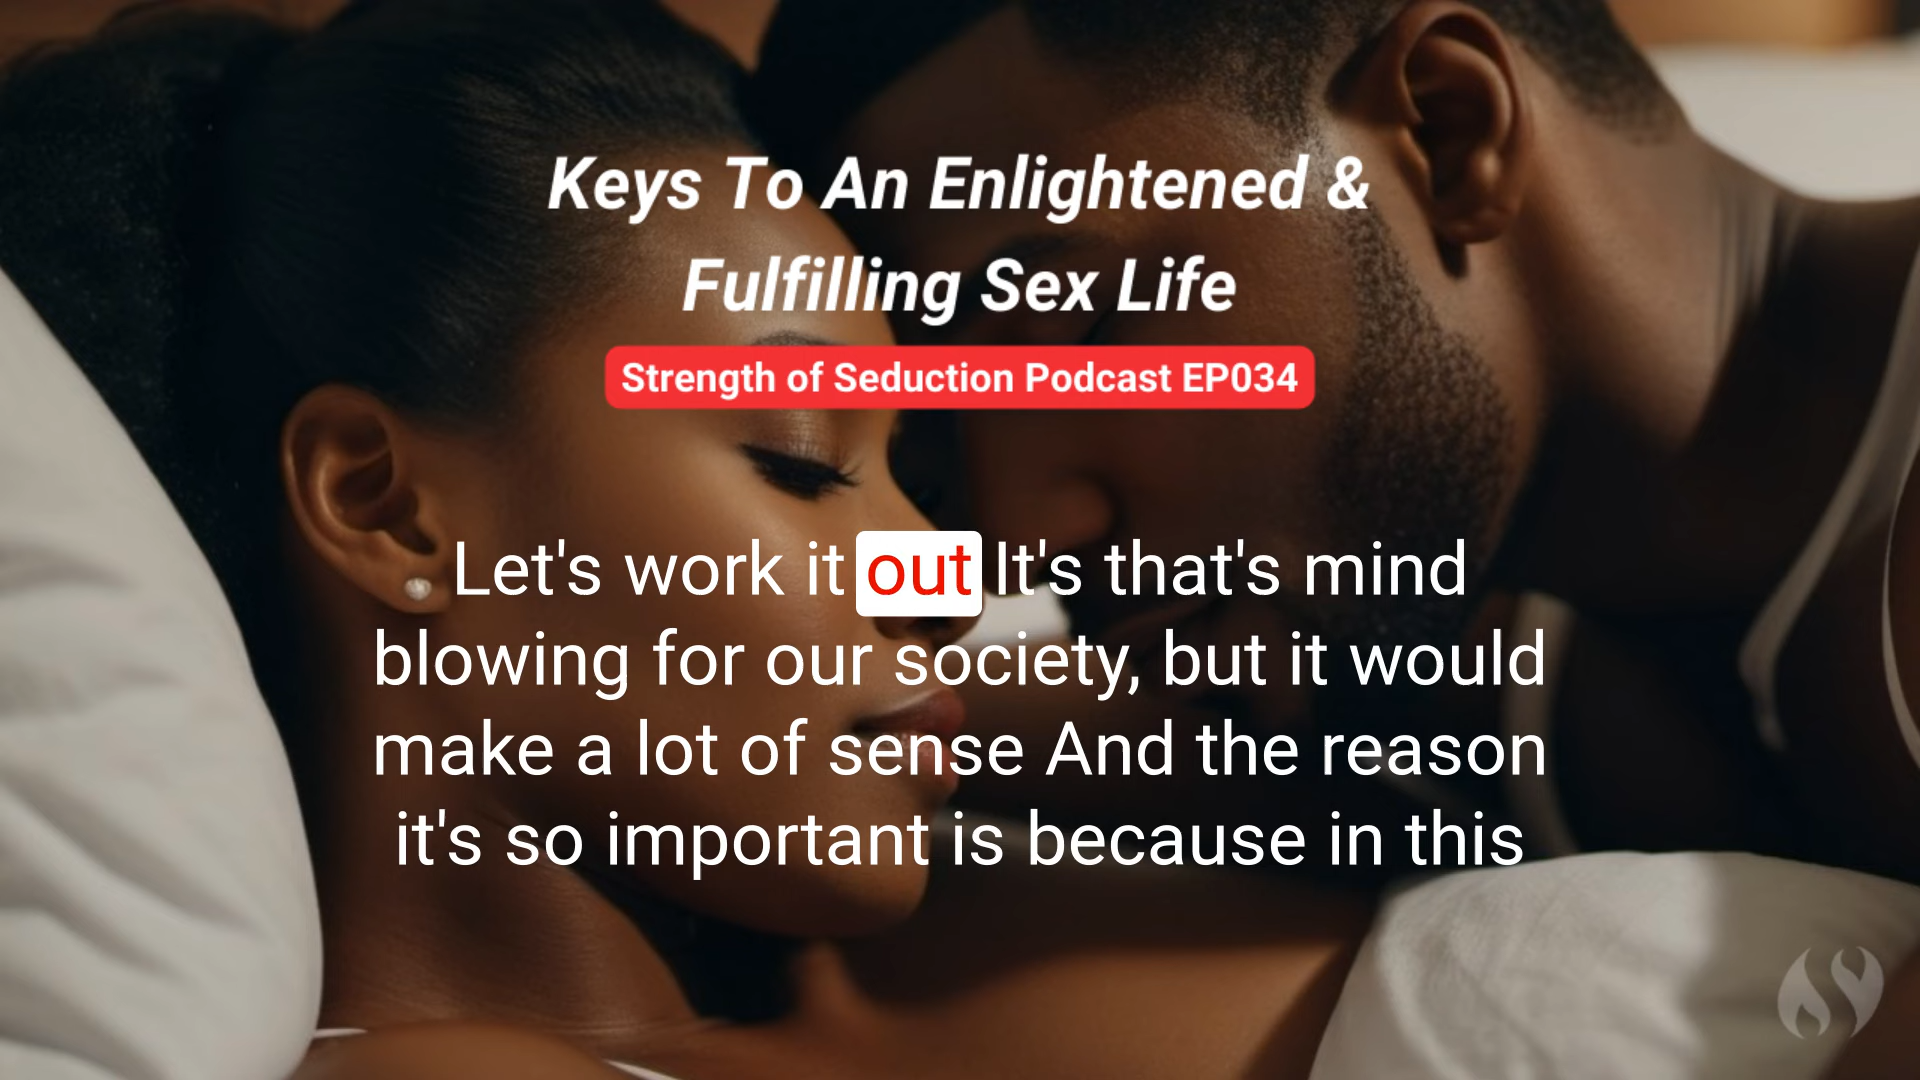 Keys To An Enlightened &
Fulfilling Sex Life
Strength of Seduction Podcast EP034
Let's work it out It's that's mind
blowing for our society, but it would
make a lot of sense And the reason
it's so important is because in this